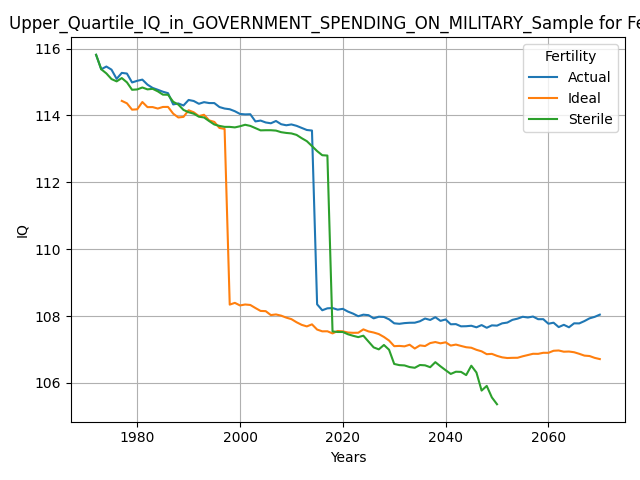 Upper_Quartile_IQ_in_GOVERNMENT_SPENDING_ON_MILITARY_Sample for Fe
Fertility
Actual
Ideal
Sterile
116
114
112
110
108
106
IQ
1980
2000
2020
2040
2060
Years